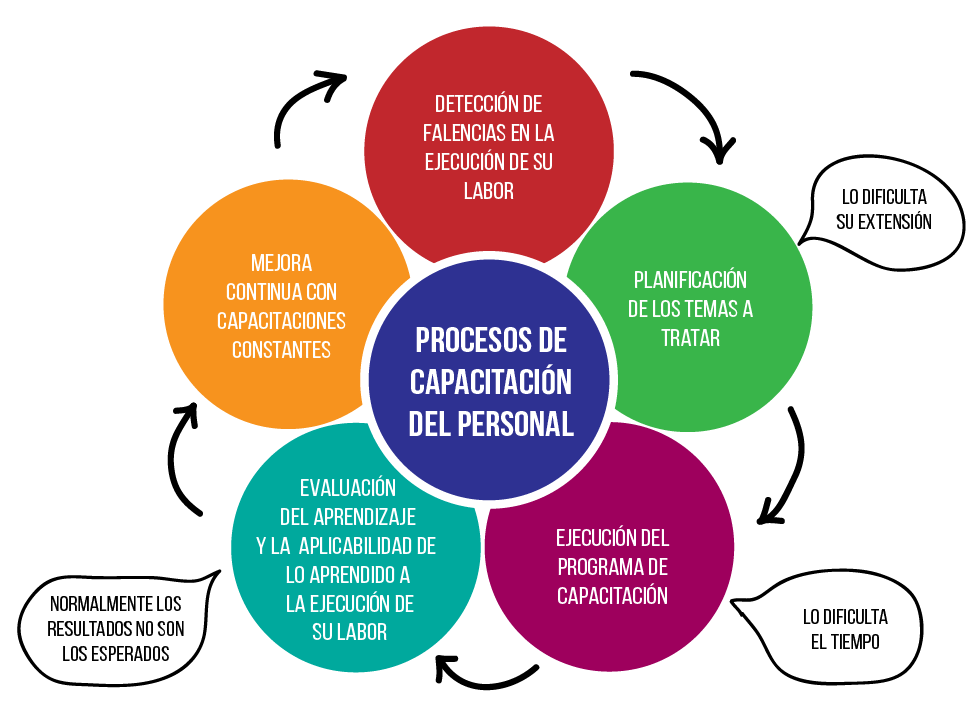 DETECCIÓN DE
FALENCIAS EN LA
EJECUCIÓN DE SU
LABOR
LO DIFICULTA
SU EXTENSIÓN
PLANIFICACIÓN
DE LOS TEMAS A
TRATAR
MEJORA
CONTINUA CON
CAPACITACIONES
CONSTANTES
PROCESOS DE
CAPACITACIÓN
DEL PERSONAL
EJECUCIÓN DEL
PROGRAMA DE
CAPACITACIÓN
LO DIFICULTA
EL TIEMPO
EVALUACIÓN
DEL APRENDIZAJE
Y LA APLICABILIDAD DE
LO APRENDIDO A
LA EJECUCIÓN DE
SU LABOR
NORMALMENTE LOS
RESULTADOS NO SON
LOS ESPERADOS